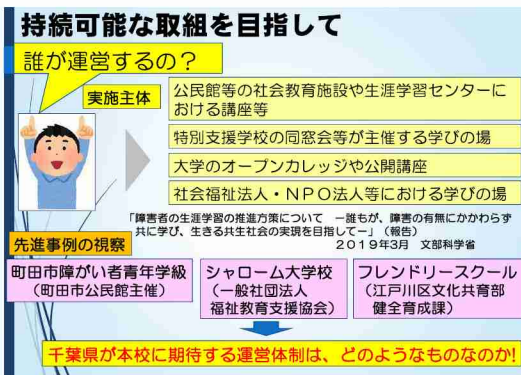 持続可能な取組を目指して
誰が運営するの？
実施主体
公民館等の社会教育施設や生涯学習センターに
おける講座等
特別支援学校の同窓会等が主催する学びの場
大学のオープンカレッジや公開講座
社会福祉法人・ＮＰＯ法人等における学びの場
「障害者の生涯学習の推進方策について　－誰もが、障害の有無にかかわらず
共に学び、生きる共生社会の実現を目指して－」（報告）
２０１９年３月　文部科学省
先進事例の視察
町田市障がい者青年学級
（町田市公民館主催）
シャローム大学校
（一般社団法人
福祉教育支援協会）
フレンドリースクール
（江戸川区文化共育部
健全育成課）
千葉県が本校に期待する運営体制は、どのようなものなのか!